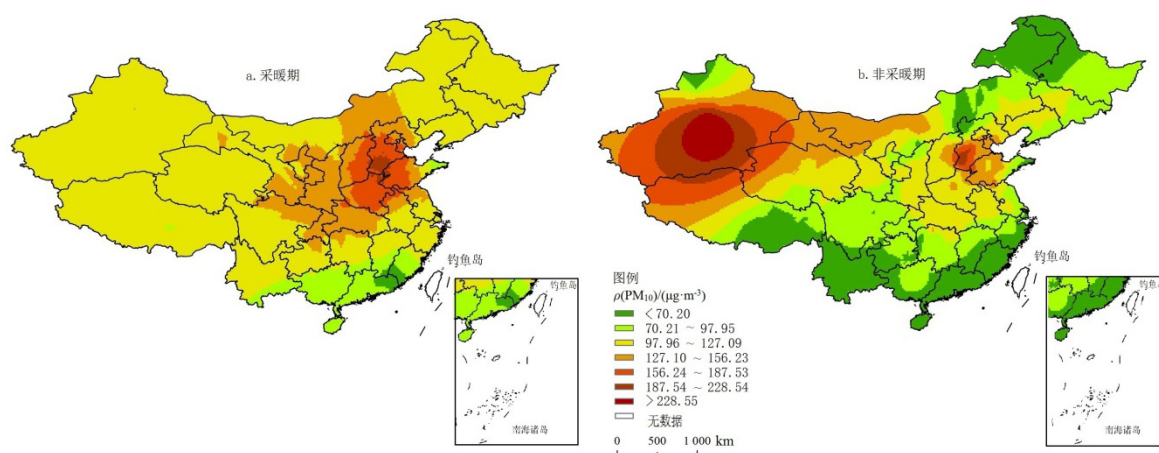 a.采暖期
钓鱼岛
钓鱼岛
南海诸岛
b.非采暖期
图例
ρ(PM₁₀)/(μg·m⁻³)
<70.20
70.21 ~ 97.95
97.96 ~ 127.09
127.10 ~ 156.23
156.24 ~ 187.53
187.54 ~ 228.54
>228.55
无数据
0 500 1 000 km
钓鱼岛
钓鱼岛
南海诸岛